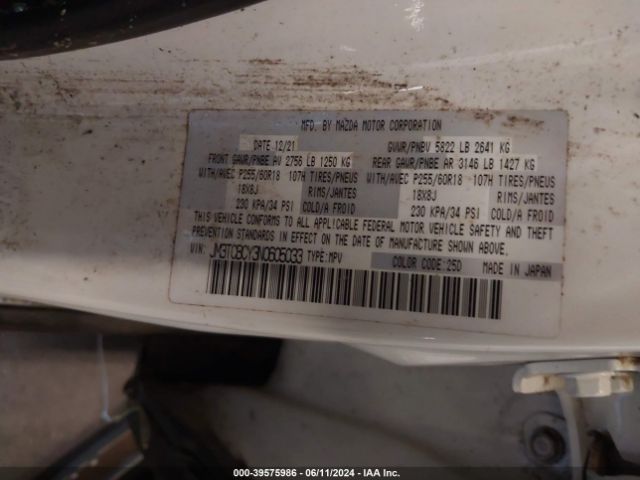 MFD. BY MAZDA MOTOR CORPORATION
DATE 12/21 GVWR/PNBV 5822 LB 2641 KG
FRONT GAWR/PNBE AV 2756 LB 1250 KG REAR GAWR/PNBE AR 3146 LB 1427 KG
WITH/AVEC P255/60R18 107H TIRES/PNEUS WITH/AVEC P255/60R18 107H TIRES/PNEUS
18X8J RIMS/JANTES 18X8J RIMS/JANTES
230 KPA/34 PSI COLD/A FROID 230 KPA/34 PSI COLD/A FROID
THIS VEHICLE CONFORMS TO ALL APPLICABLE FEDERAL MOTOR VEHICLE SAFETY AND THEFT
PREVENTION STANDARDS IN EFFECT ON THE DATE OF MANUFACTURE SHOWN ABOVE.
VIN: JM3TCBCY3N0605033 TYPE: MPV COLOR CODE: 25D MADE IN JAPAN
000-39575986 - 06/11/2024 - IAA Inc.